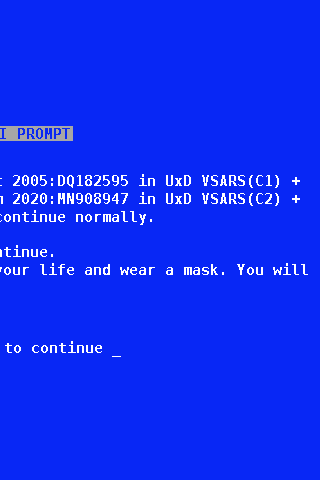 I PROMPT
2005:DQ182595 in UxD VSARS(C1) +
2020:MN908947 in UxD VSARS(C2) +
continue normally.
ntinue.
your life and wear a mask. You will
to continue _